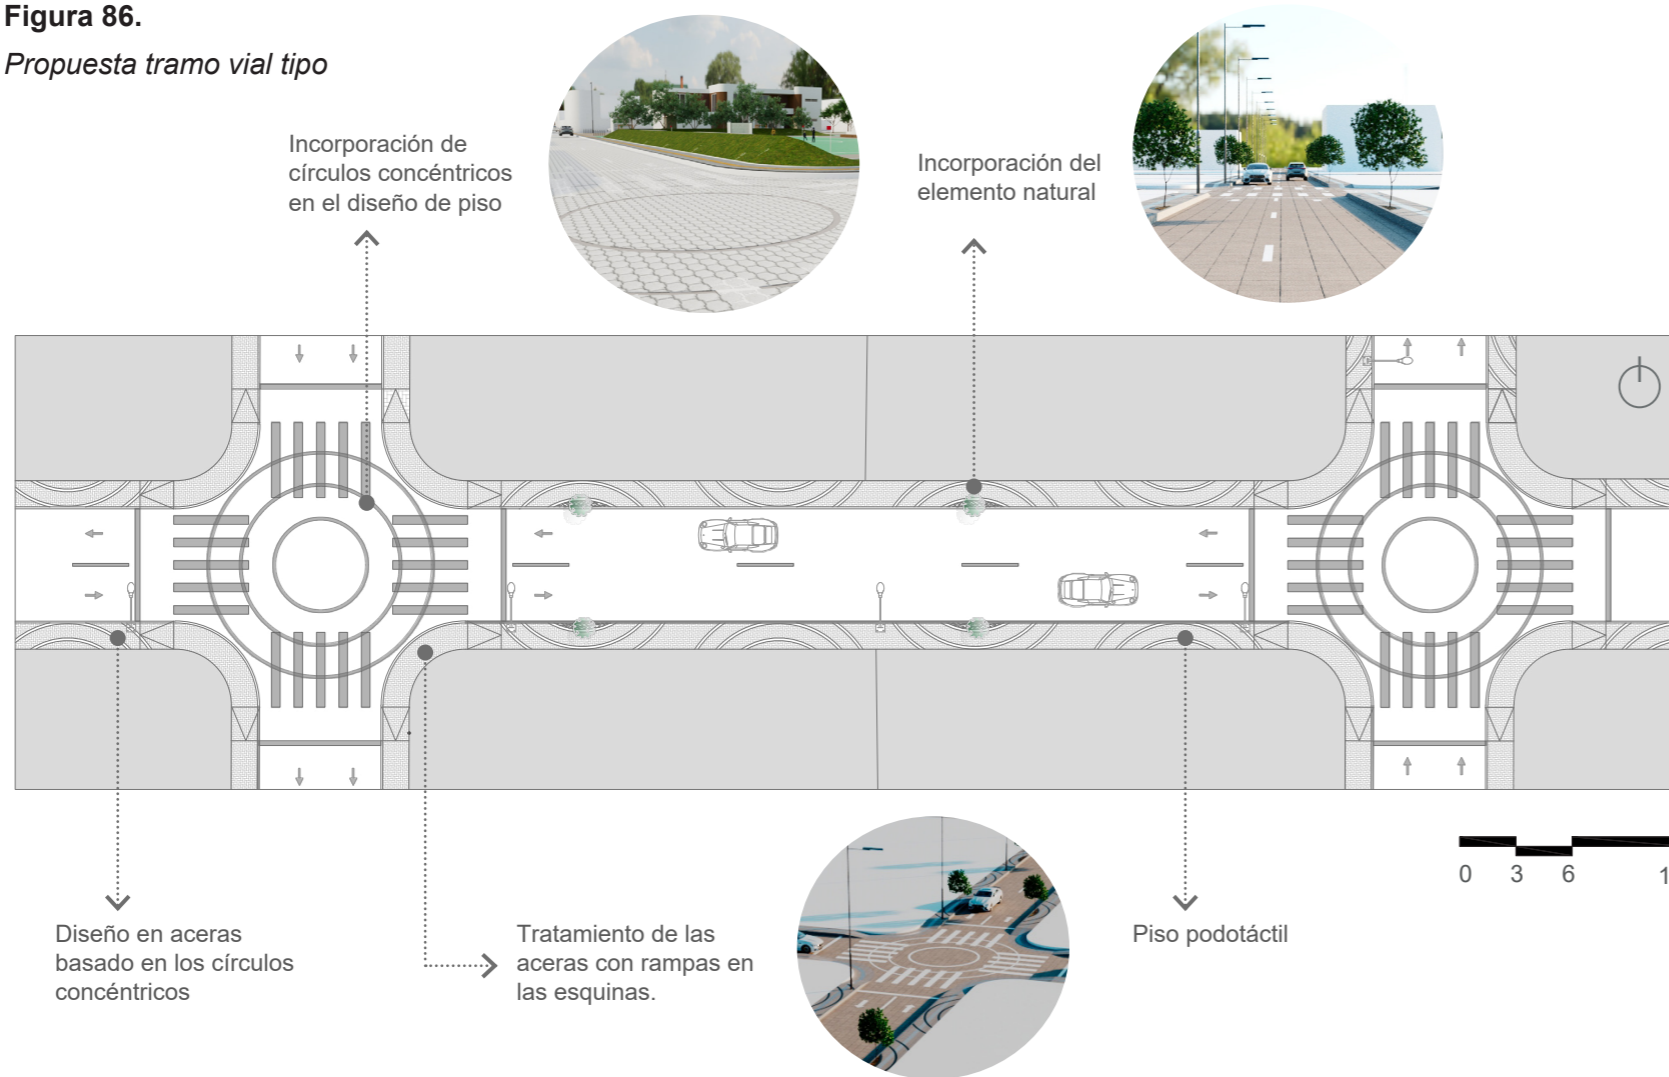 Figura 86.
Propuesta tramo vial tipo
Incorporación de
círculos concéntricos
en el diseño de piso
Incorporación del
elemento natural
0 3 6 1
Diseño en aceras
basado en los círculos
concéntricos
Tratamiento de las
aceras con rampas en
las esquinas.
Piso podotáctil